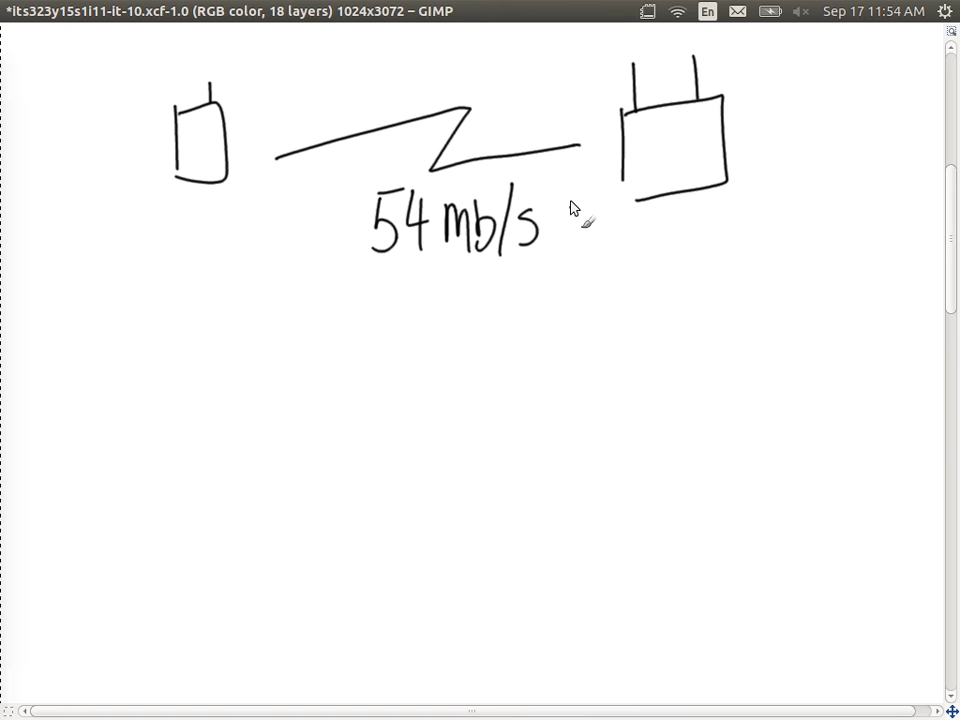 *its323y15s1i11-it-10.xcf-1.0 (RGB color, 18 layers) 1024x3072 – GIMP
En
Sep 17 11:54 AM
54 mb/s